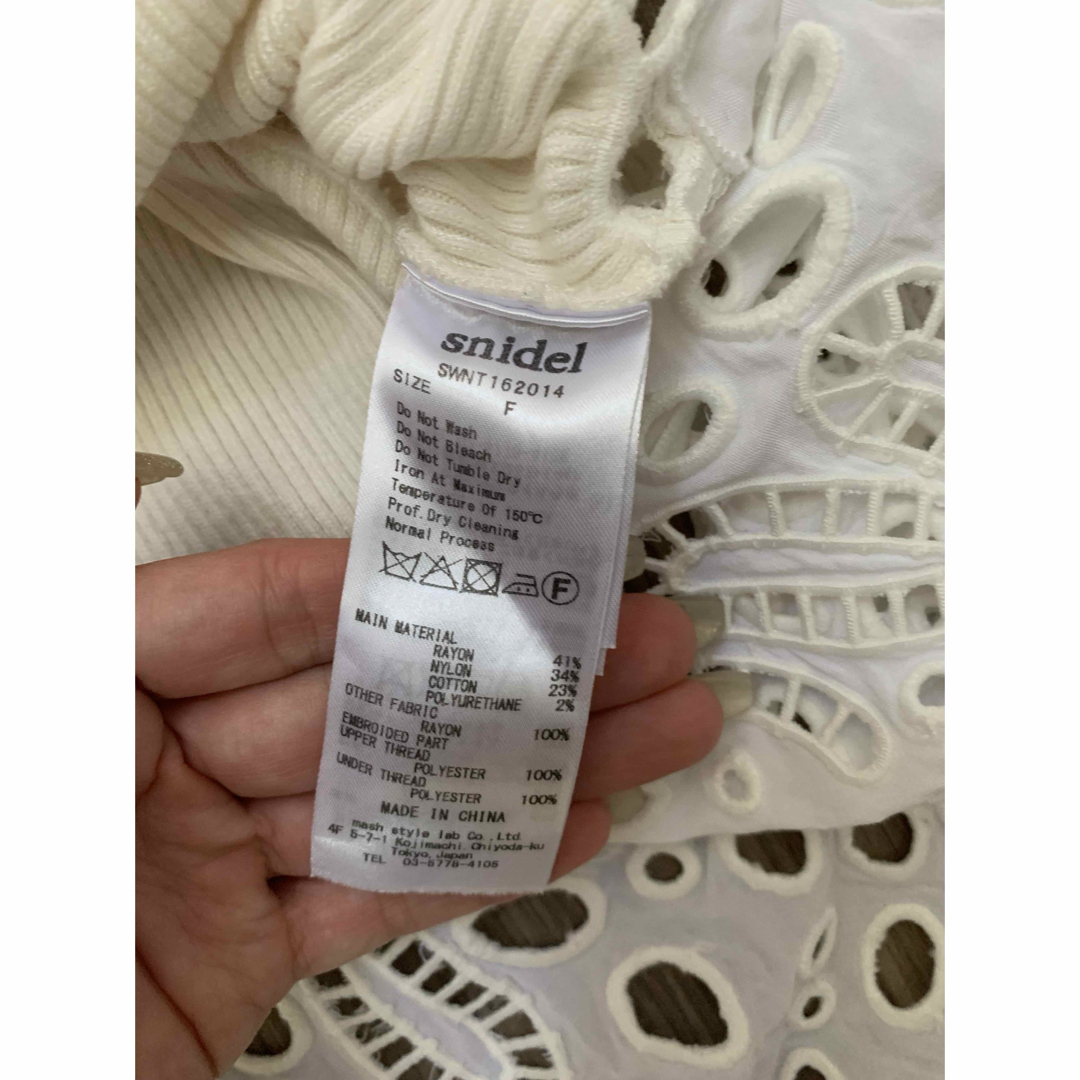 snidel
SWNT162014
SIZE F
Do Not Wash
Do Not Bleach
Do Not Tumble Dry
Iron At Maximum
Temperature Of 150℃
Prof. Dry Cleaning
Normal Process
F
MAIN MATERIAL
RAYON 41%
NYLON 34%
COTTON 23%
POLYURETHANE 2%
OTHER FABRIC
RAYON 100%
EMBROIDED PART
UPPER THREAD
POLYESTER 100%
UNDER THREAD
POLYESTER 100%
MADE IN CHINA
mash style lab Co.,Ltd.
4F 5-7-1 Kojimachi, Chiyoda-ku
Tokyo, Japan
TEL 03-5778-4105